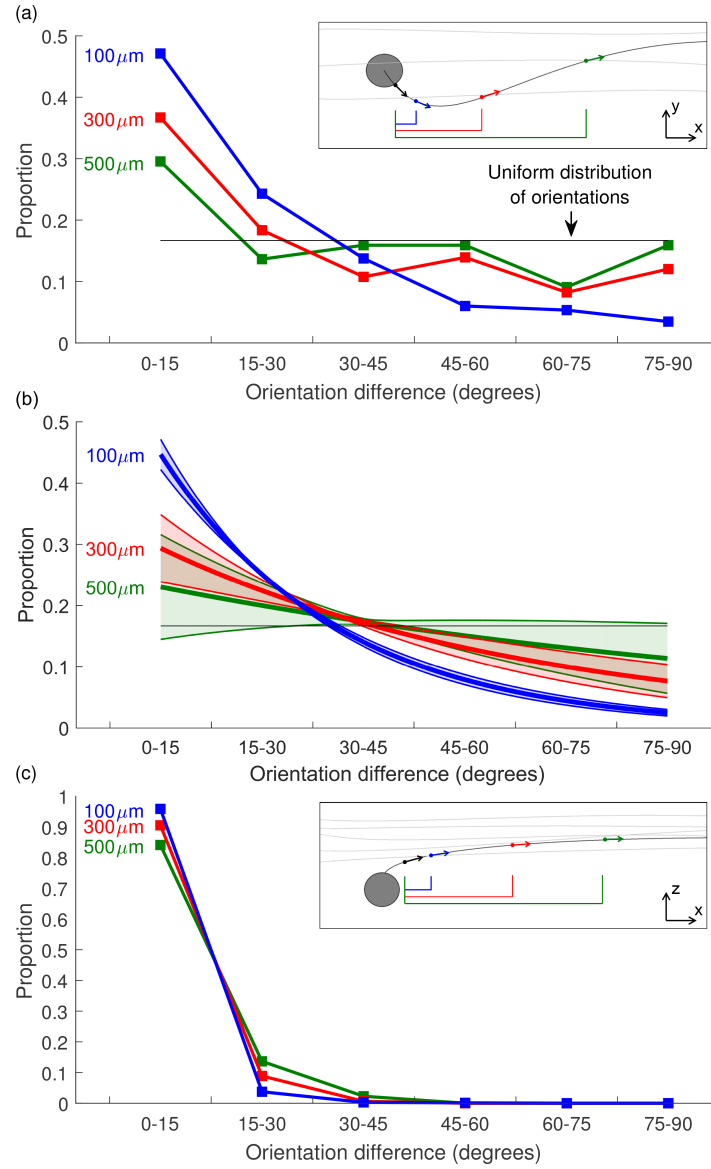 (a)
0.5
0.4
0.3
0.2
0.1
0
Proportion
100μm
300μm
500μm
y
x
Uniform distribution
of orientations
0-15 15-30 30-45 45-60 60-75 75-90
Orientation difference (degrees)
(b)
0.5
0.4
0.3
0.2
0.1
0
Proportion
100μm
300μm
500μm
0-15 15-30 30-45 45-60 60-75 75-90
Orientation difference (degrees)
(c)
1
0.9
0.8
0.7
0.6
0.5
0.4
0.3
0.2
0.1
0
Proportion
100μm
300μm
500μm
z
x
0-15 15-30 30-45 45-60 60-75 75-90
Orientation difference (degrees)